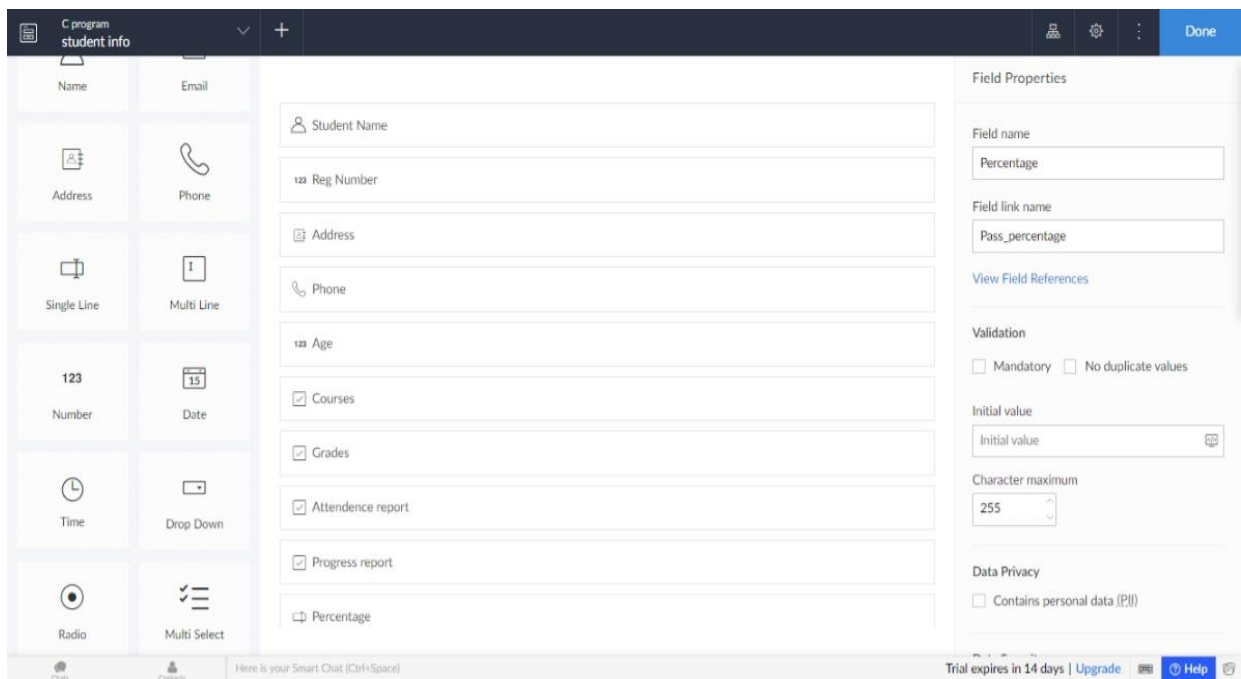 C program
student info
Done
Name
Email
Address
Phone
Single Line
Multi Line
123
Number
15
Date
Time
Drop Down
Radio
Multi Select
Student Name
123 Reg Number
Address
Phone
123 Age
Courses
Grades
Attendence report
Progress report
Percentage
Field Properties
Field name
Percentage
Field link name
Pass_percentage
View Field References
Validation
Mandatory
No duplicate values
Initial value
Initial value
Character maximum
255
Data Privacy
Contains personal data (PII)
Chats
Contacts
Here is your Smart Chat (Ctrl+Space)
Trial expires in 14 days | Upgrade
Help